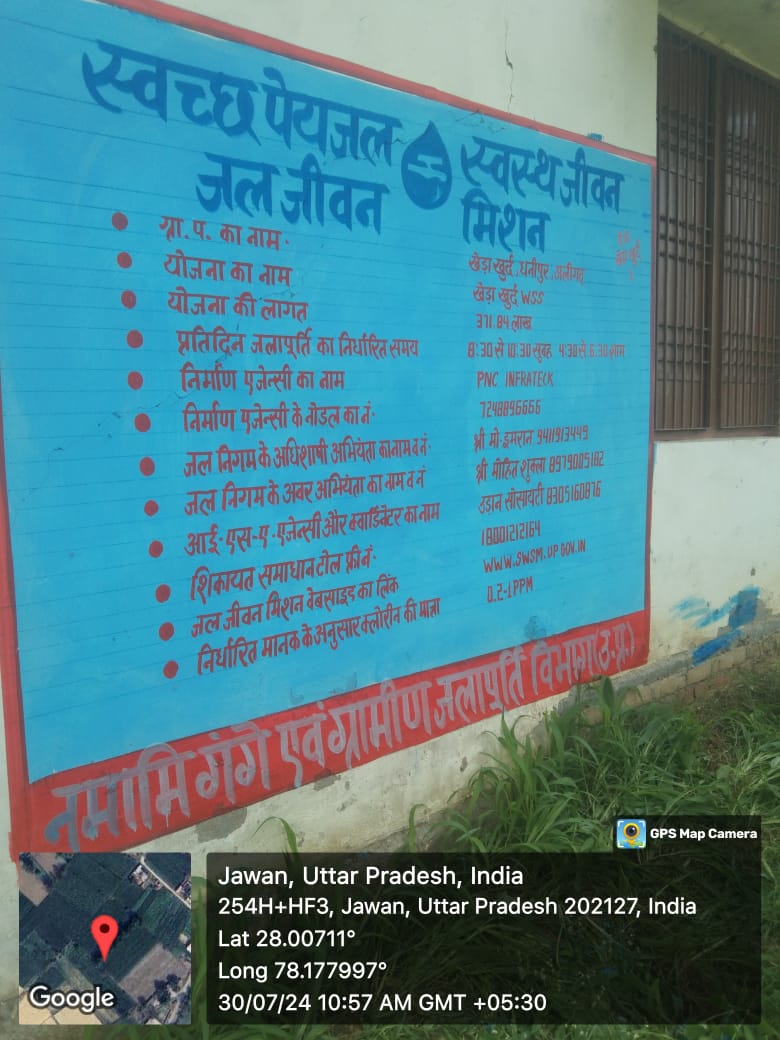 स्वच्छ पेयजल स्वस्थ जीवन
जल जीवन मिशन
ग्रा.प. का नाम. खेड़ा खुर्द, धनीपुर, अलीगढ़
योजना का नाम खेड़ा खुर्द WSS
योजना की लागत 371.84 लाख
प्रतिदिन जलापूर्ति का निर्धारित समय 8:30 से 10:30 सुबह 4:30 से 6:30 शाम
निर्माण एजेन्सी का नाम PNC INFRATECK
निर्माण एजेन्सी के नोडल का नं. 7248896666
जल निगम के अधिशाषी अभियंता का नाम व नं. श्री मो. इमरान 9411913449
जल निगम के अवर अभियंता का नाम व नं श्री मोहित शुक्ला 8979005182
आई-एस-ए-एजेन्सी और क्वार्डिनेटर का नाम उडान सोसायटी 8305160876
शिकायत समाधान टोल फ्री नं. 18001212164
जल जीवन मिशन वेबसाइड का लिंक WWW.SWSM.UP.GOV.IN
निर्धारित मानक के अनुसार क्लोरीन की मात्रा 0.2-1PPM
नमामि गंगे एवं ग्रामीण जलापूर्ति विभाग (उ.प्र.)
GPS Map Camera
Jawan, Uttar Pradesh, India
254H+HF3, Jawan, Uttar Pradesh 202127, India
Lat 28.00711°
Long 78.177997°
30/07/24 10:57 AM GMT +05:30
Google